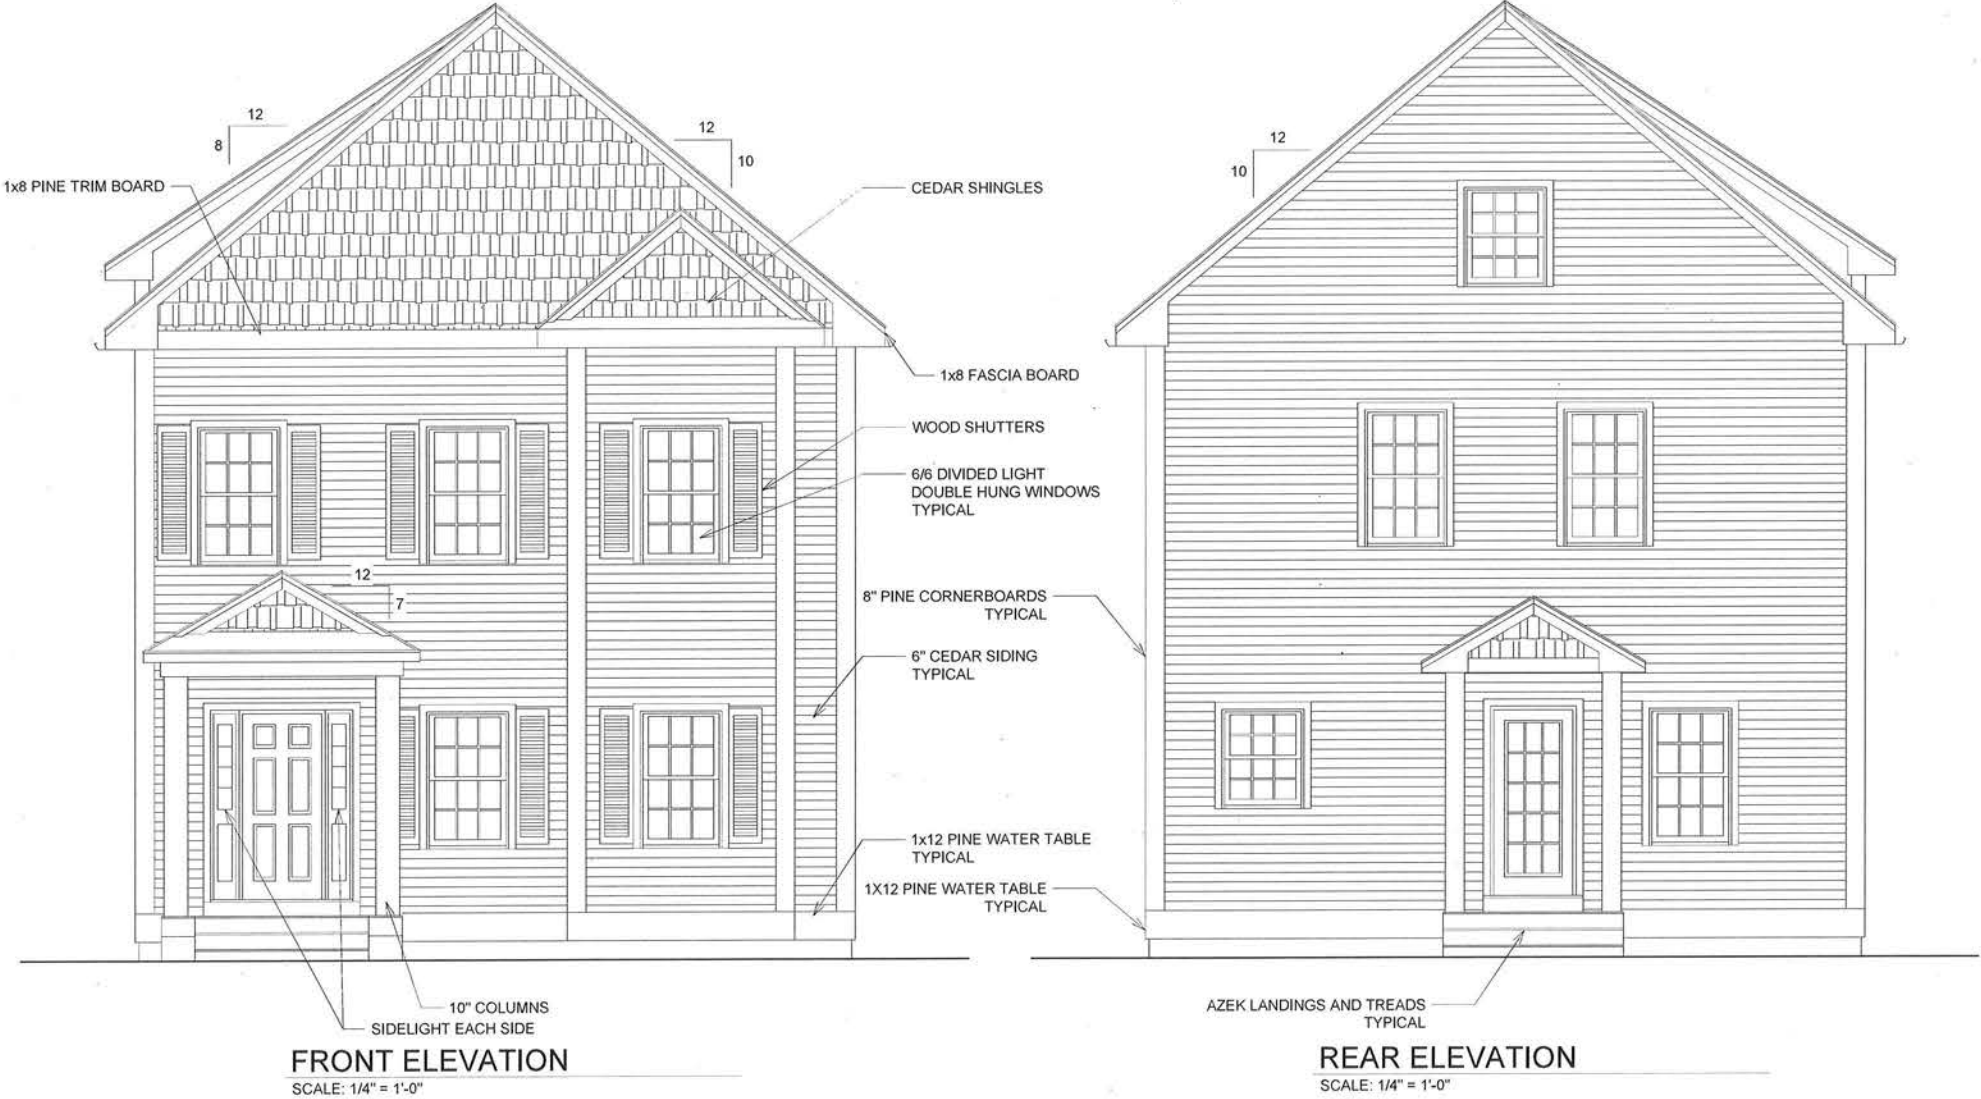 12
8
12
10
1x8 PINE TRIM BOARD
CEDAR SHINGLES
1x8 FASCIA BOARD
WOOD SHUTTERS
6/6 DIVIDED LIGHT
DOUBLE HUNG WINDOWS
TYPICAL
12
7
8" PINE CORNERBOARDS
TYPICAL
6" CEDAR SIDING
TYPICAL
1x12 PINE WATER TABLE
TYPICAL
1X12 PINE WATER TABLE
TYPICAL
10" COLUMNS
SIDELIGHT EACH SIDE
FRONT ELEVATION
SCALE: 1/4" = 1'-0"
12
10
AZEK LANDINGS AND TREADS
TYPICAL
REAR ELEVATION
SCALE: 1/4" = 1'-0"